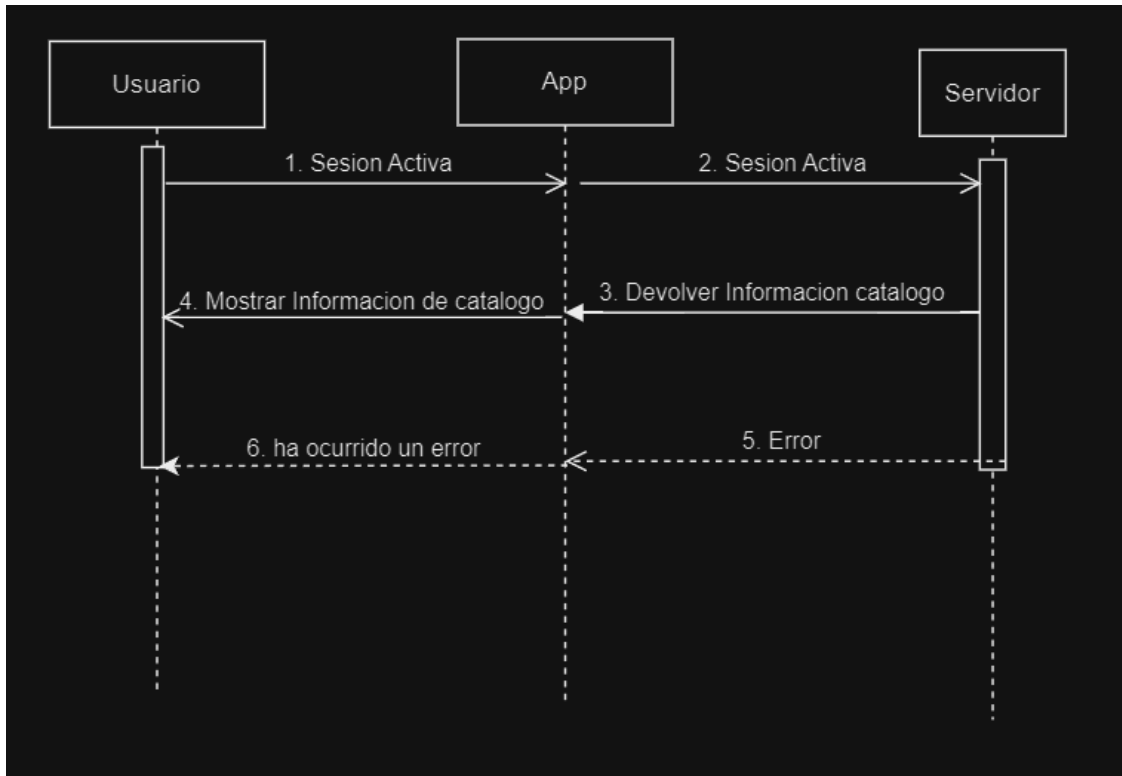 Usuario
App
Servidor
1. Sesion Activa
2. Sesion Activa
4. Mostrar Informacion de catalogo
3. Devolver Informacion catalogo
6. ha ocurrido un error
5. Error